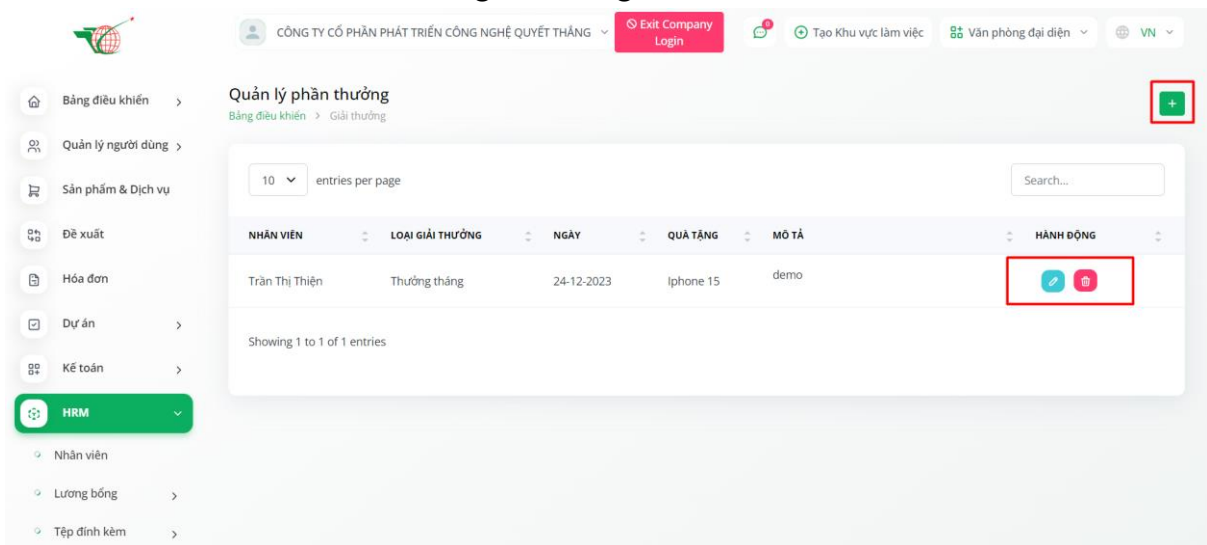 CÔNG TY CỔ PHẦN PHÁT TRIỂN CÔNG NGHỆ QUYẾT THẮNG
Exit Company
Login
Tạo Khu vực làm việc
Văn phòng đại diện
VN
Bảng điều khiển
Quản lý người dùng
Sản phẩm & Dịch vụ
Đề xuất
Hóa đơn
Dự án
Kế toán
HRM
Nhân viên
Lương bổng
Tệp đính kèm
Quản lý phần thưởng
Bảng điều khiển > Giải thưởng
10 entries per page
Search...
NHÂN VIÊN LOẠI GIẢI THƯỞNG NGÀY QUÀ TẶNG MÔ TẢ HÀNH ĐỘNG
Trần Thị Thiện Thưởng tháng 24-12-2023 Iphone 15 demo
Showing 1 to 1 of 1 entries